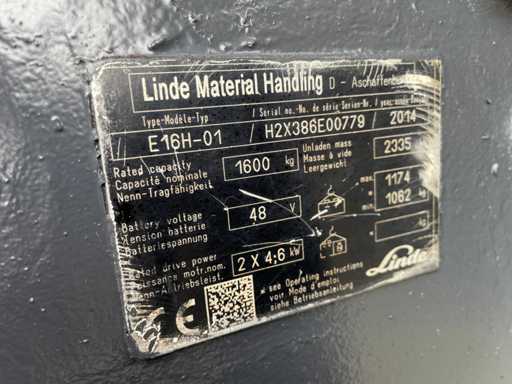 Linde Material Handling D - Aschaffenburg
Type-Modèle-Typ / Serial no.-No. de série-Serien-Nr. / year
E16H-01 / H2X386E00779 / 2014
Rated capacity
Capacité nominale
Nenn-Tragfähigkeit
1600 kg
Unladen mass
Masse à vide
Leergewicht
2335
Battery voltage
Tension batterie
Batteriespannung
48 V
max. 1174
* 1062 kg
* kg
Rated drive power
Puissance motr.nom.
Nenn-Antriebsleist.
2 X 4,6 kW
* see Operating instructions
voir Mode d'emploi
siehe Betriebsanleitung
Linde
CE